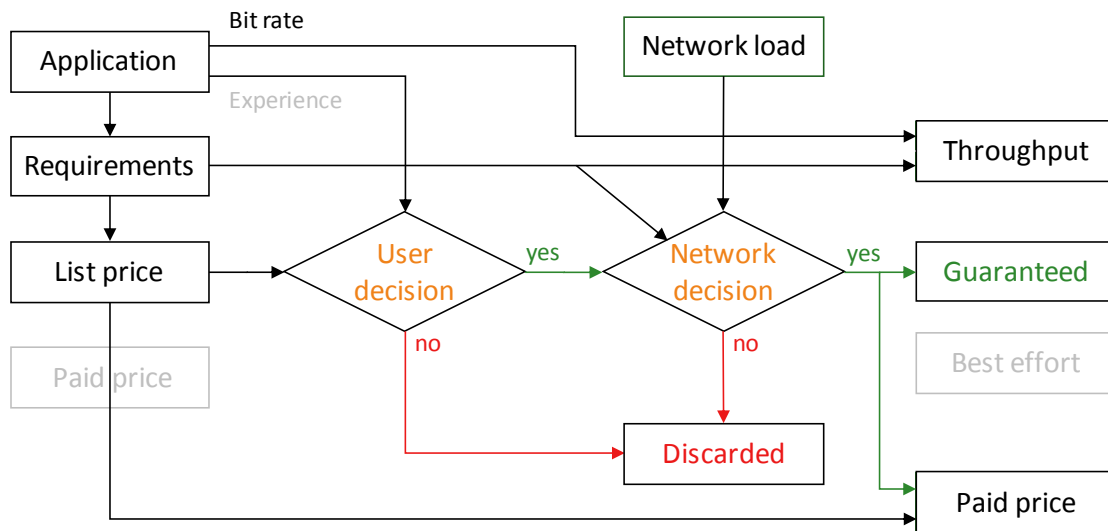 Bit rate
Application
Network load
Experience
Requirements
Throughput
List price
User
decision
yes
Network
decision
yes
Guaranteed
no
no
Paid price
Best effort
Discarded
Paid price